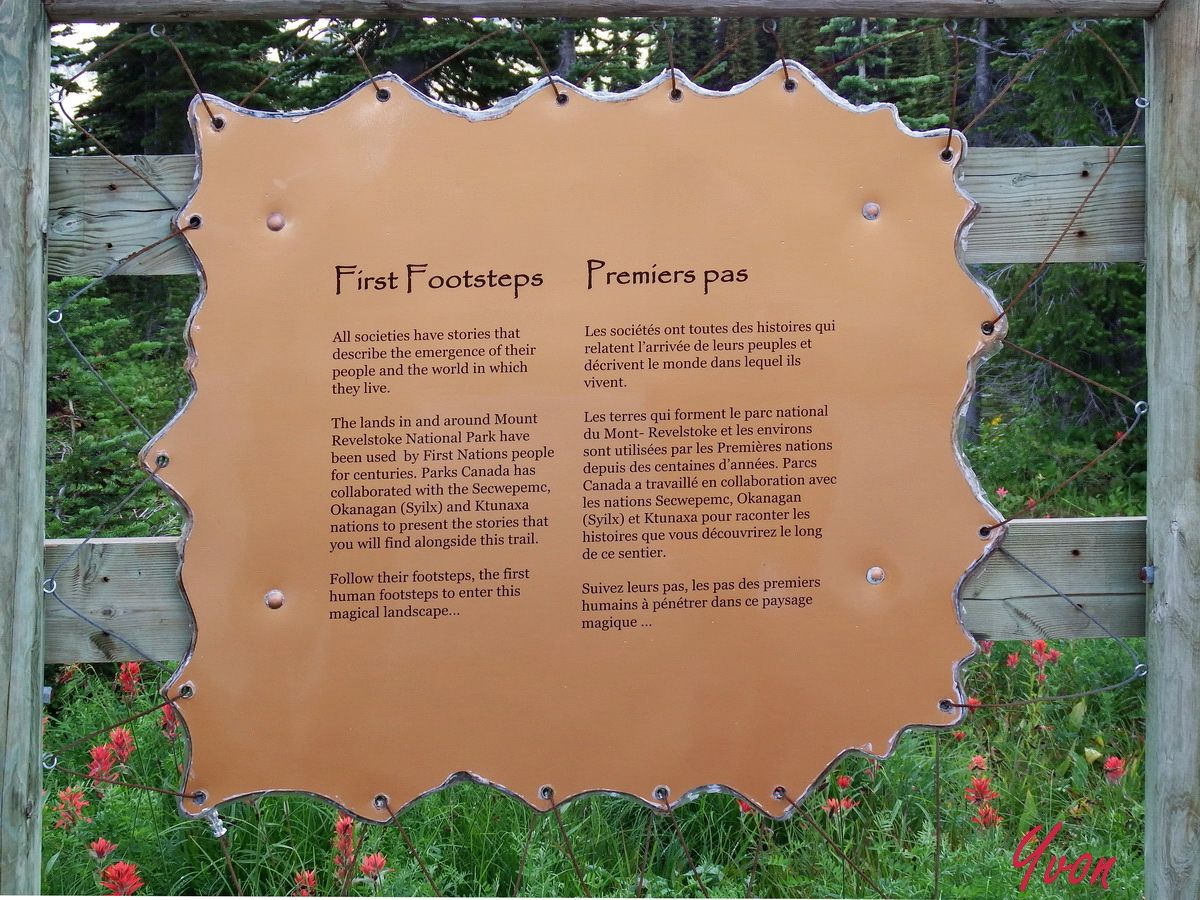 First Footsteps
All societies have stories that
describe the emergence of their
people and the world in which
they live.
The lands in and around Mount
Revelstoke National Park have
been used by First Nations people
for centuries. Parks Canada has
collaborated with the Secwepemc,
Okanagan (Syilx) and Ktunaxa
nations to present the stories that
you will find alongside this trail.
Follow their footsteps, the first
human footsteps to enter this
magical landscape...
Premiers pas
Les sociétés ont toutes des histoires qui
relatent l'arrivée de leurs peuples et
décrivent le monde dans lequel ils
vivent.
Les terres qui forment le parc national
du Mont- Revelstoke et les environs
sont utilisées par les Premières nations
depuis des centaines d'années. Parcs
Canada a travaillé en collaboration avec
les nations Secwepemc, Okanagan
(Syilx) et Ktunaxa pour raconter les
histoires que vous découvrirez le long
de ce sentier.
Suivez leurs pas, les pas des premiers
humains à pénétrer dans ce paysage
magique ...
Yvon